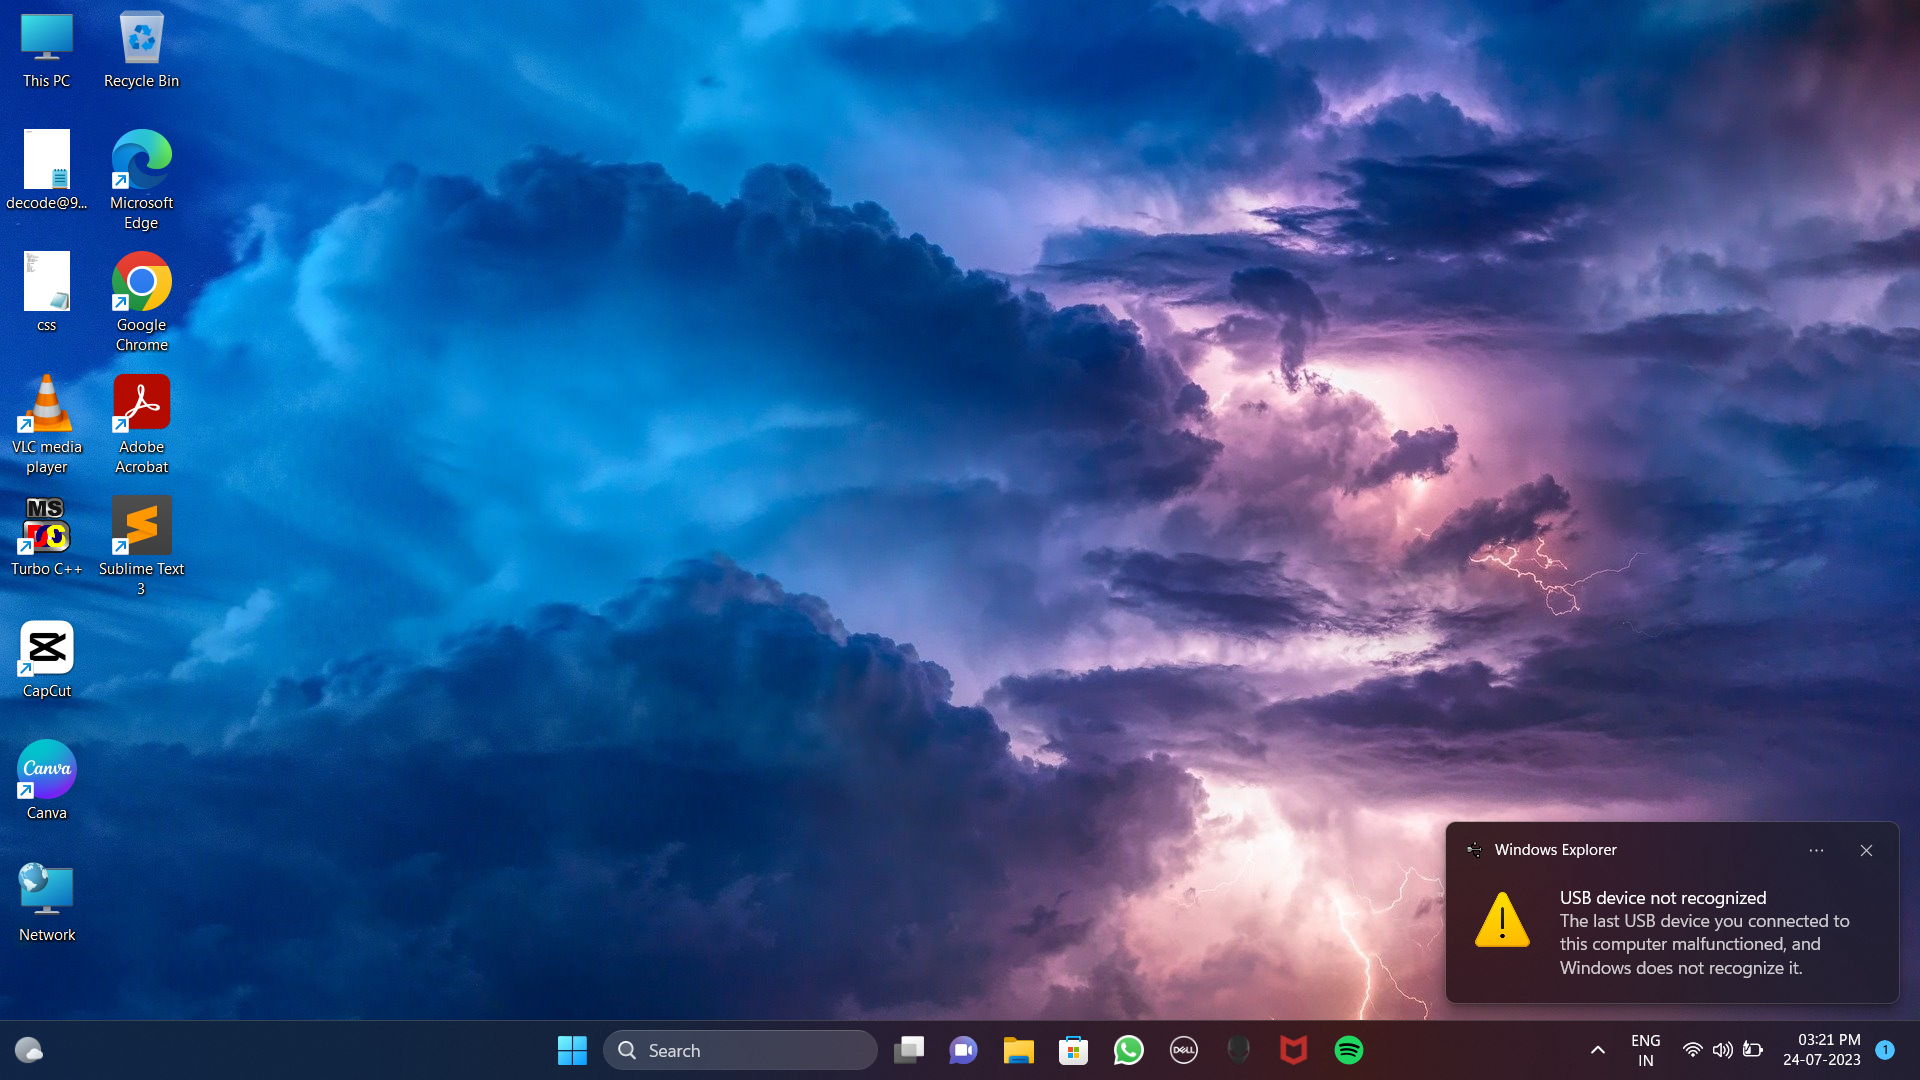 This PC
Recycle Bin
decode@9...
Microsoft
Edge
css
Google
Chrome
VLC media
player
Adobe
Acrobat
MS
Turbo C++
Sublime Text
3
CapCut
Canva
Canva
Network
Windows Explorer
USB device not recognized
The last USB device you connected to
this computer malfunctioned, and
Windows does not recognize it.
Search
DELL
ENG
IN
03:21 PM
24-07-2023
1